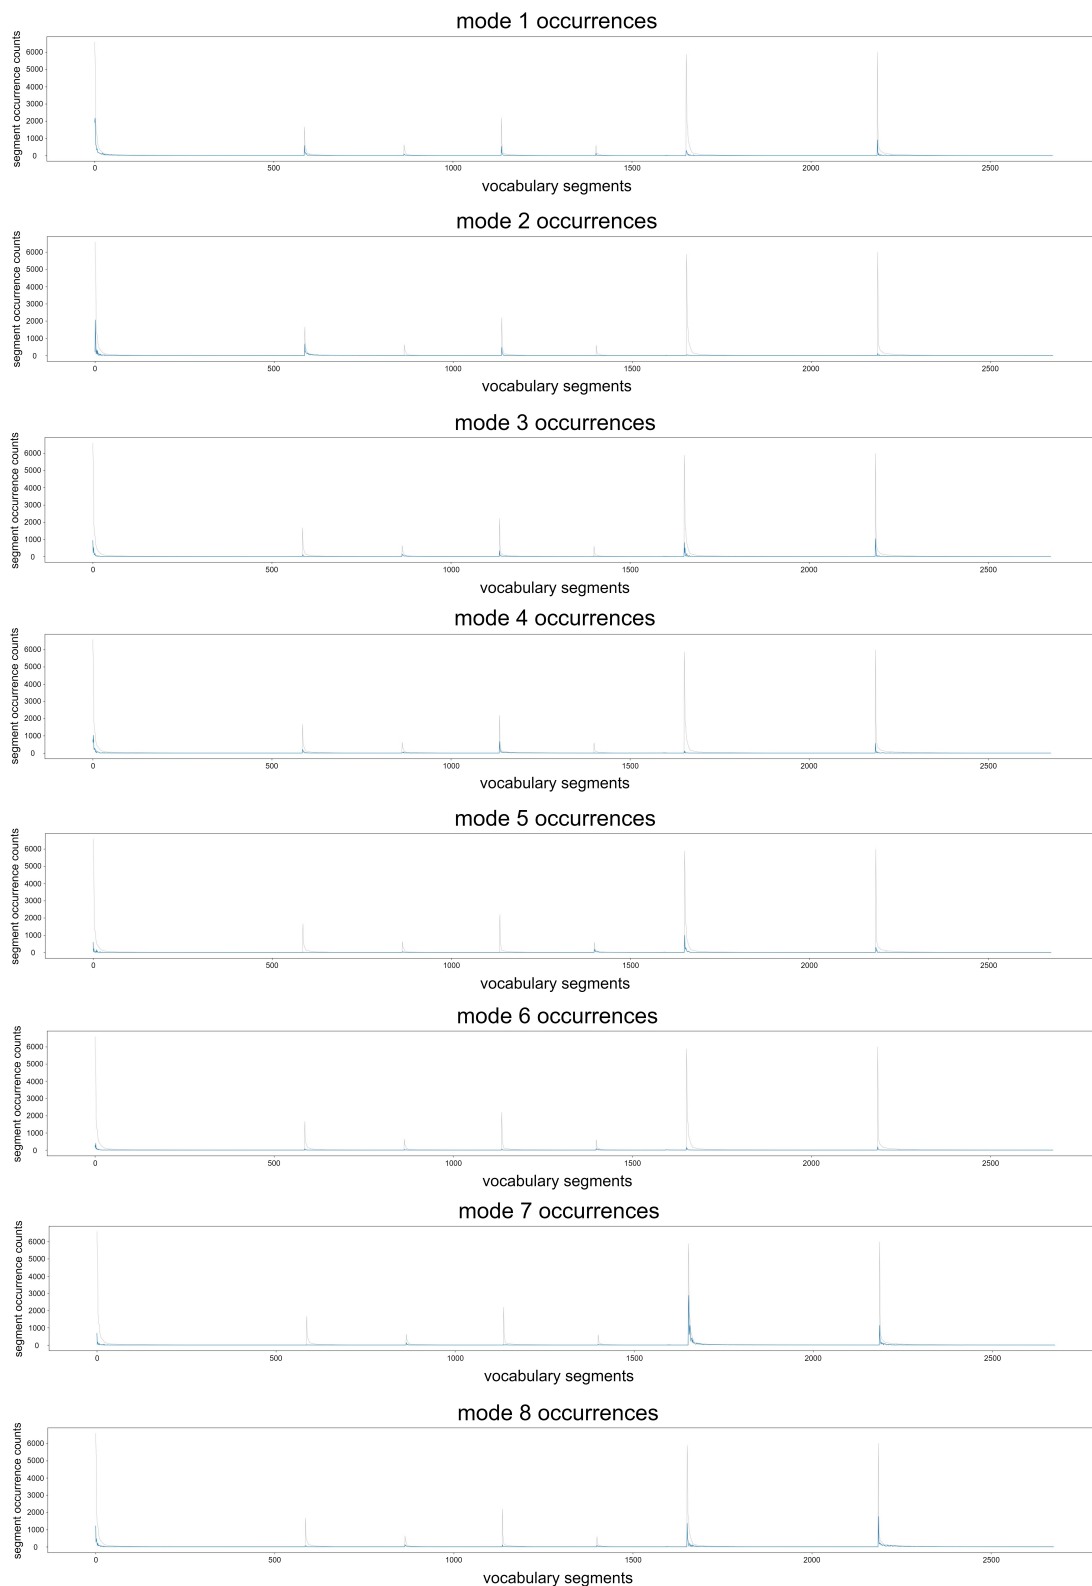 mode 1 occurrences
segment occurrence counts
6000
5000
4000
3000
2000
1000
0
0 500 1000 1500 2000 2500
vocabulary segments
mode 2 occurrences
segment occurrence counts
6000
5000
4000
3000
2000
1000
0
0 500 1000 1500 2000 2500
vocabulary segments
mode 3 occurrences
segment occurrence counts
6000
5000
4000
3000
2000
1000
0
0 500 1000 1500 2000 2500
vocabulary segments
mode 4 occurrences
segment occurrence counts
6000
5000
4000
3000
2000
1000
0
0 500 1000 1500 2000 2500
vocabulary segments
mode 5 occurrences
segment occurrence counts
6000
5000
4000
3000
2000
1000
0
0 500 1000 1500 2000 2500
vocabulary segments
mode 6 occurrences
segment occurrence counts
6000
5000
4000
3000
2000
1000
0
0 500 1000 1500 2000 2500
vocabulary segments
mode 7 occurrences
segment occurrence counts
6000
5000
4000
3000
2000
1000
0
0 500 1000 1500 2000 2500
vocabulary segments
mode 8 occurrences
segment occurrence counts
6000
5000
4000
3000
2000
1000
0
0 500 1000 1500 2000 2500
vocabulary segments